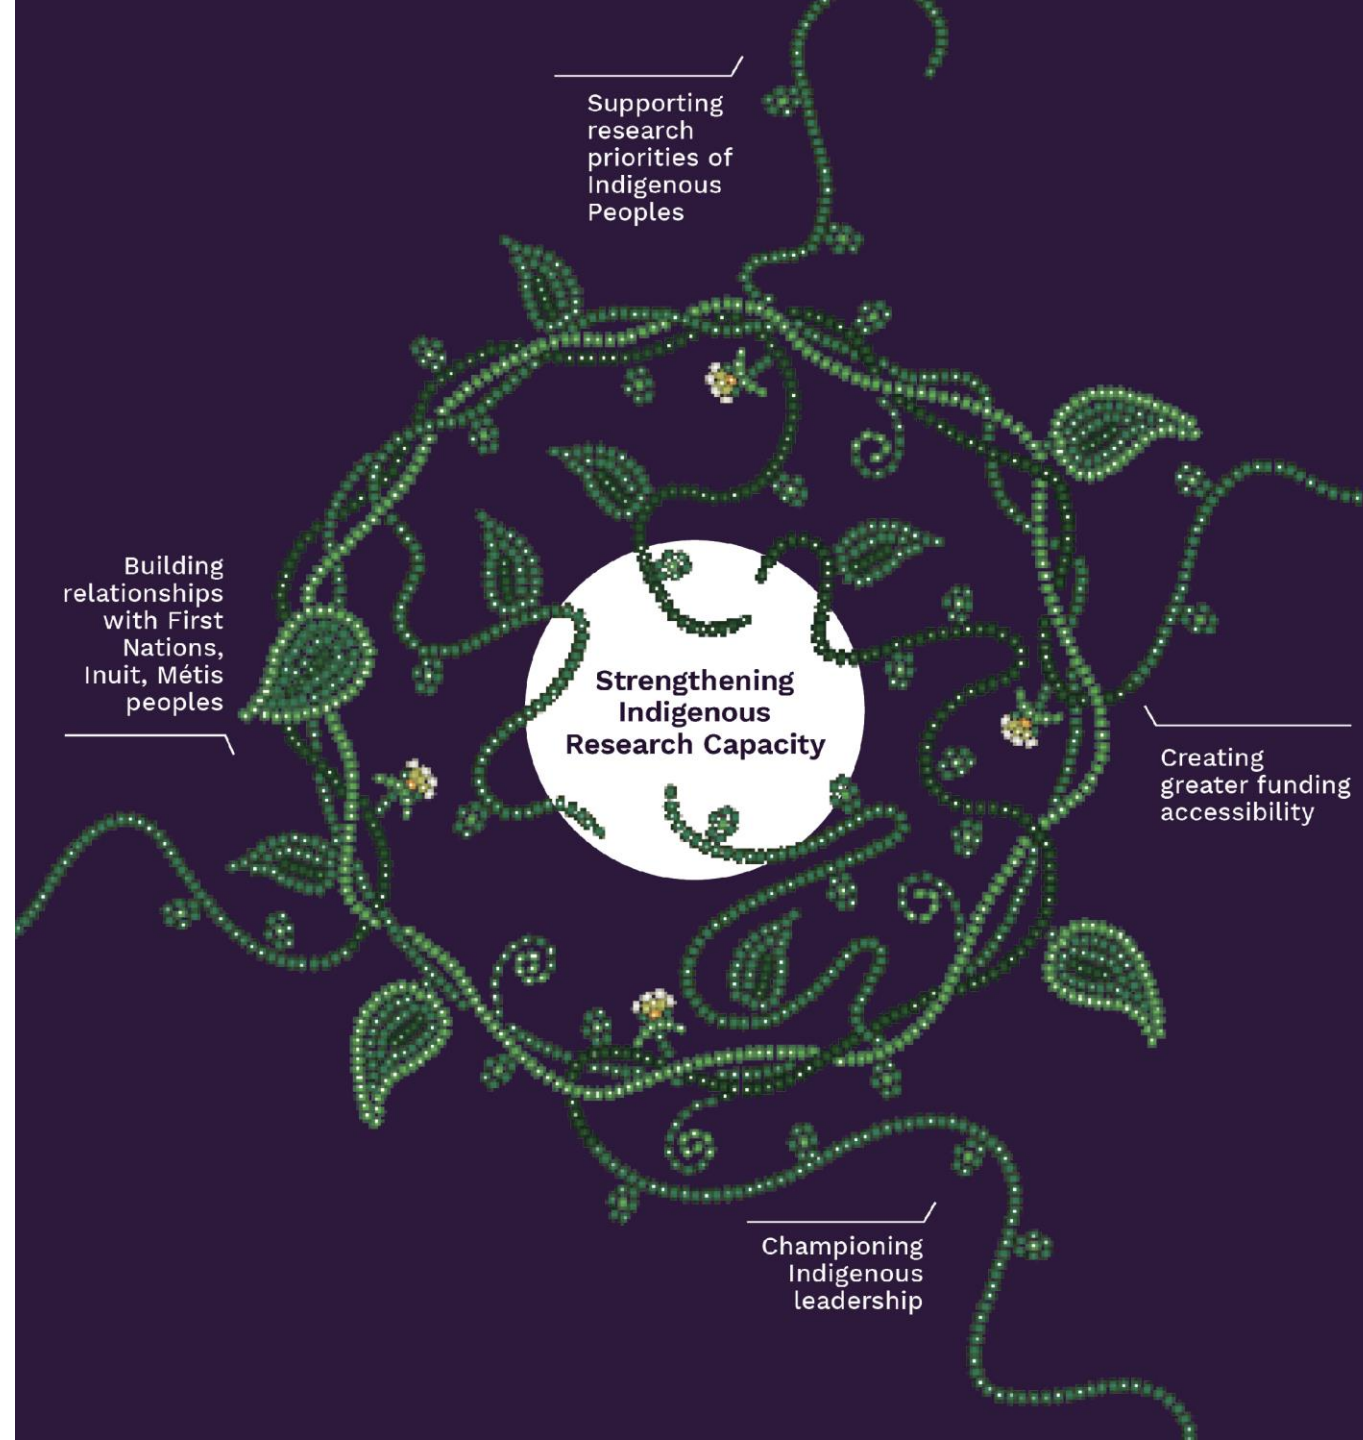 Supporting
research
priorities of
Indigenous
Peoples
Building
relationships
with First
Nations,
Inuit, Métis
peoples
Strengthening
Indigenous
Research Capacity
Creating
greater funding
accessibility
Championing
Indigenous
leadership